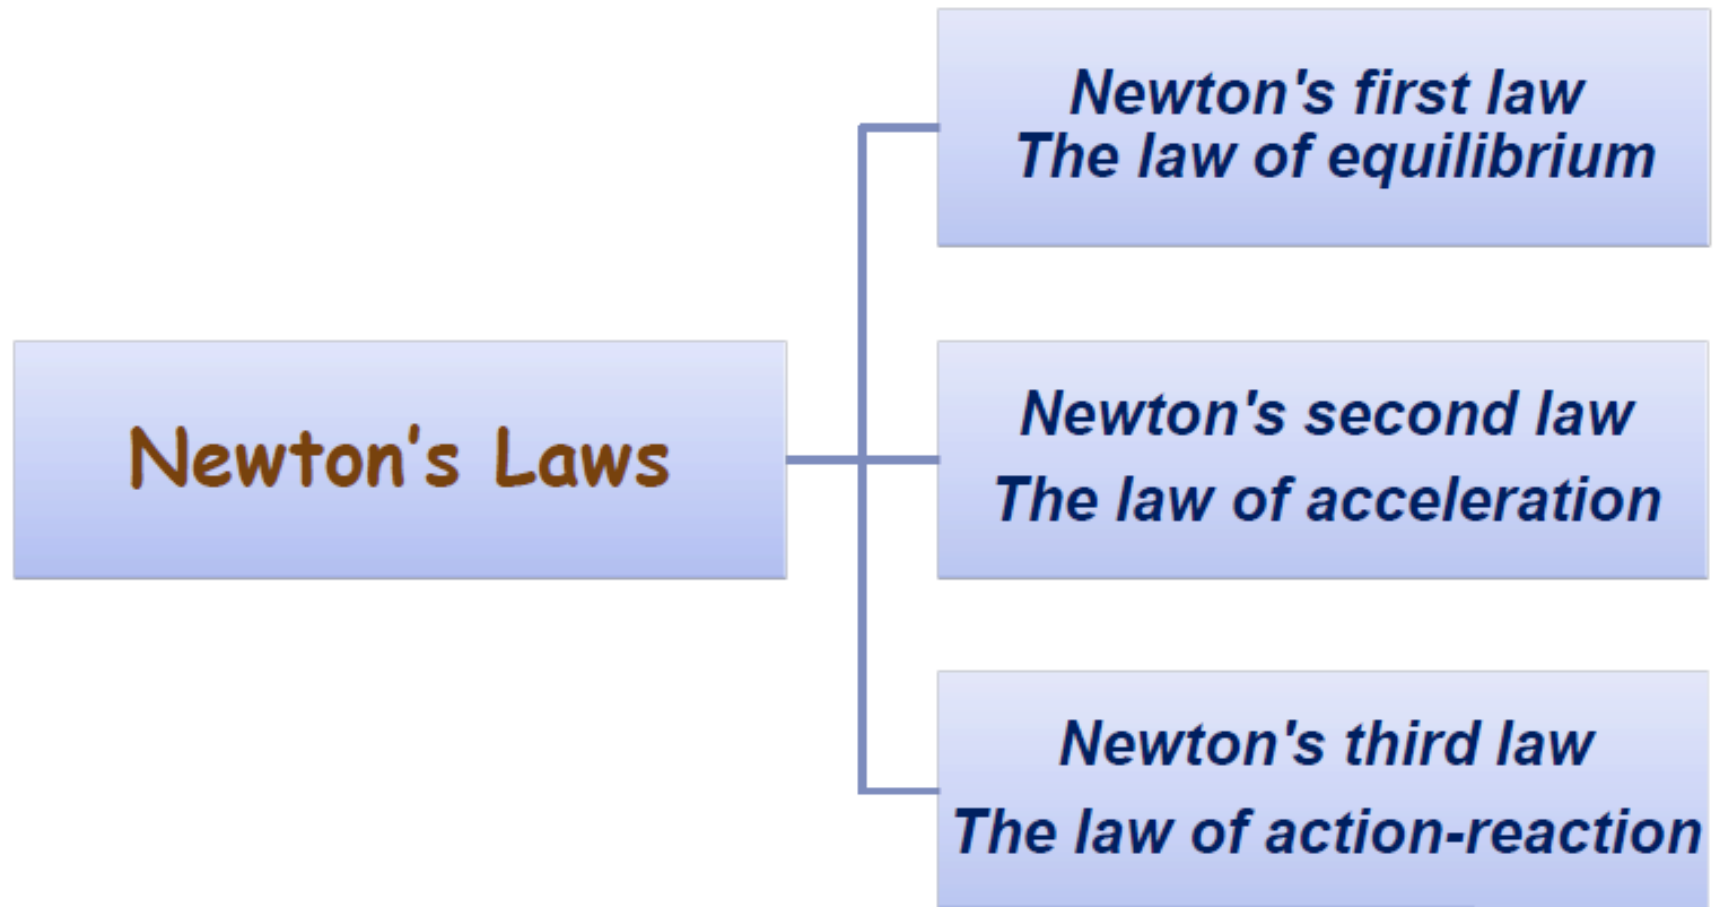 Newton's first law
The law of equilibrium
Newton's Laws
Newton's second law
The law of acceleration
Newton's third law
The law of action-reaction